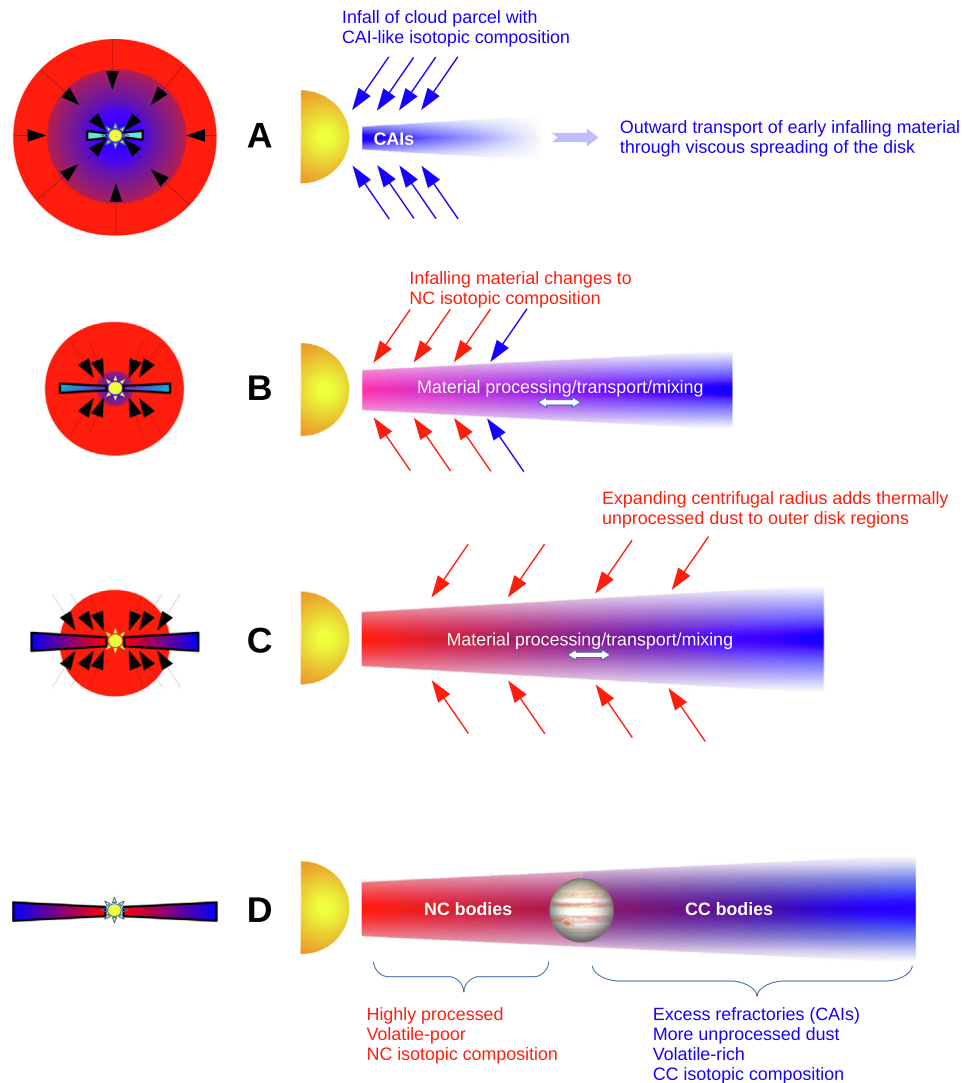 Infall of cloud parcel with
CAI-like isotopic composition
A
CAIs
Outward transport of early infalling material
through viscous spreading of the disk
Infalling material changes to
NC isotopic composition
B
Material processing/transport/mixing
Expanding centrifugal radius adds thermally
unprocessed dust to outer disk regions
C
Material processing/transport/mixing
D
NC bodies
CC bodies
Highly processed
Volatile-poor
NC isotopic composition
Excess refractories (CAIs)
More unprocessed dust
Volatile-rich
CC isotopic composition